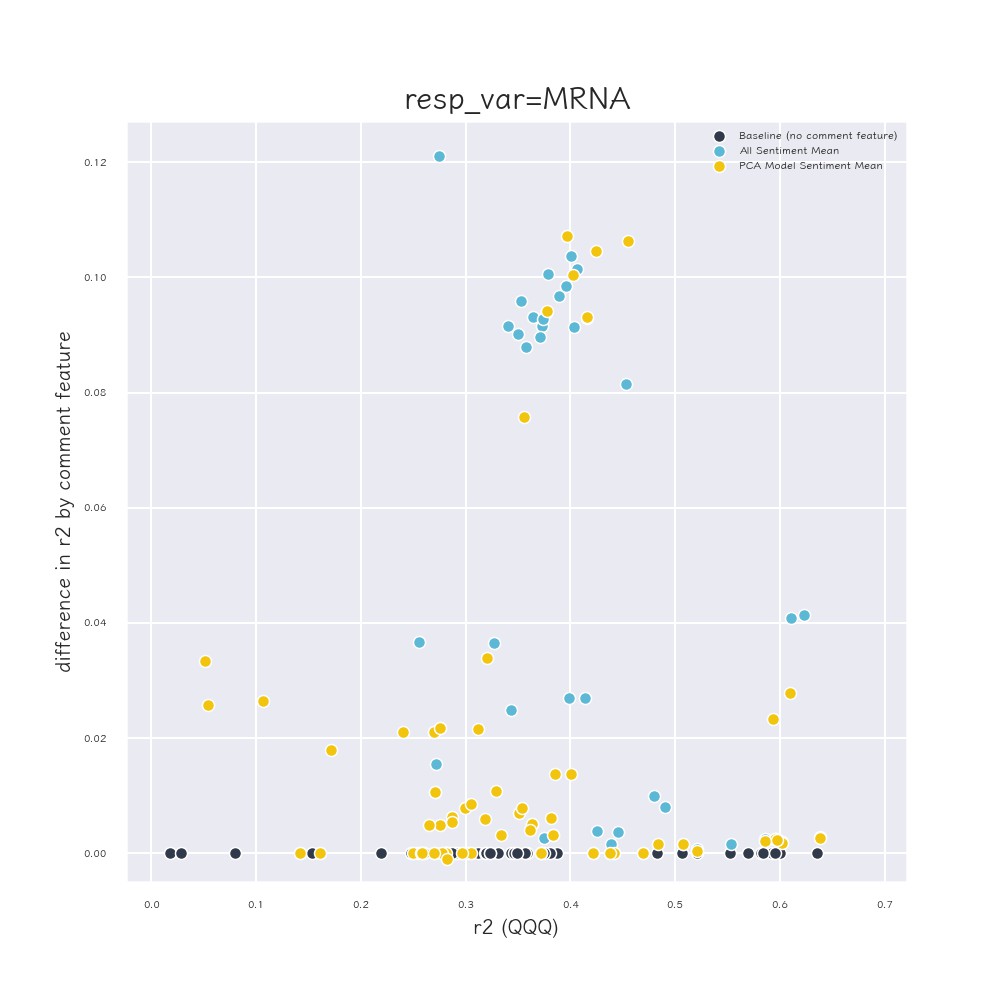 resp_var=MRNA
Baseline (no comment feature)
All Sentiment Mean
PCA Model Sentiment Mean
0.12
0.10
0.08
0.06
0.04
0.02
0.00
difference in r2 by comment feature
0.0 0.1 0.2 0.3 0.4 0.5 0.6 0.7
r2 (QQQ)